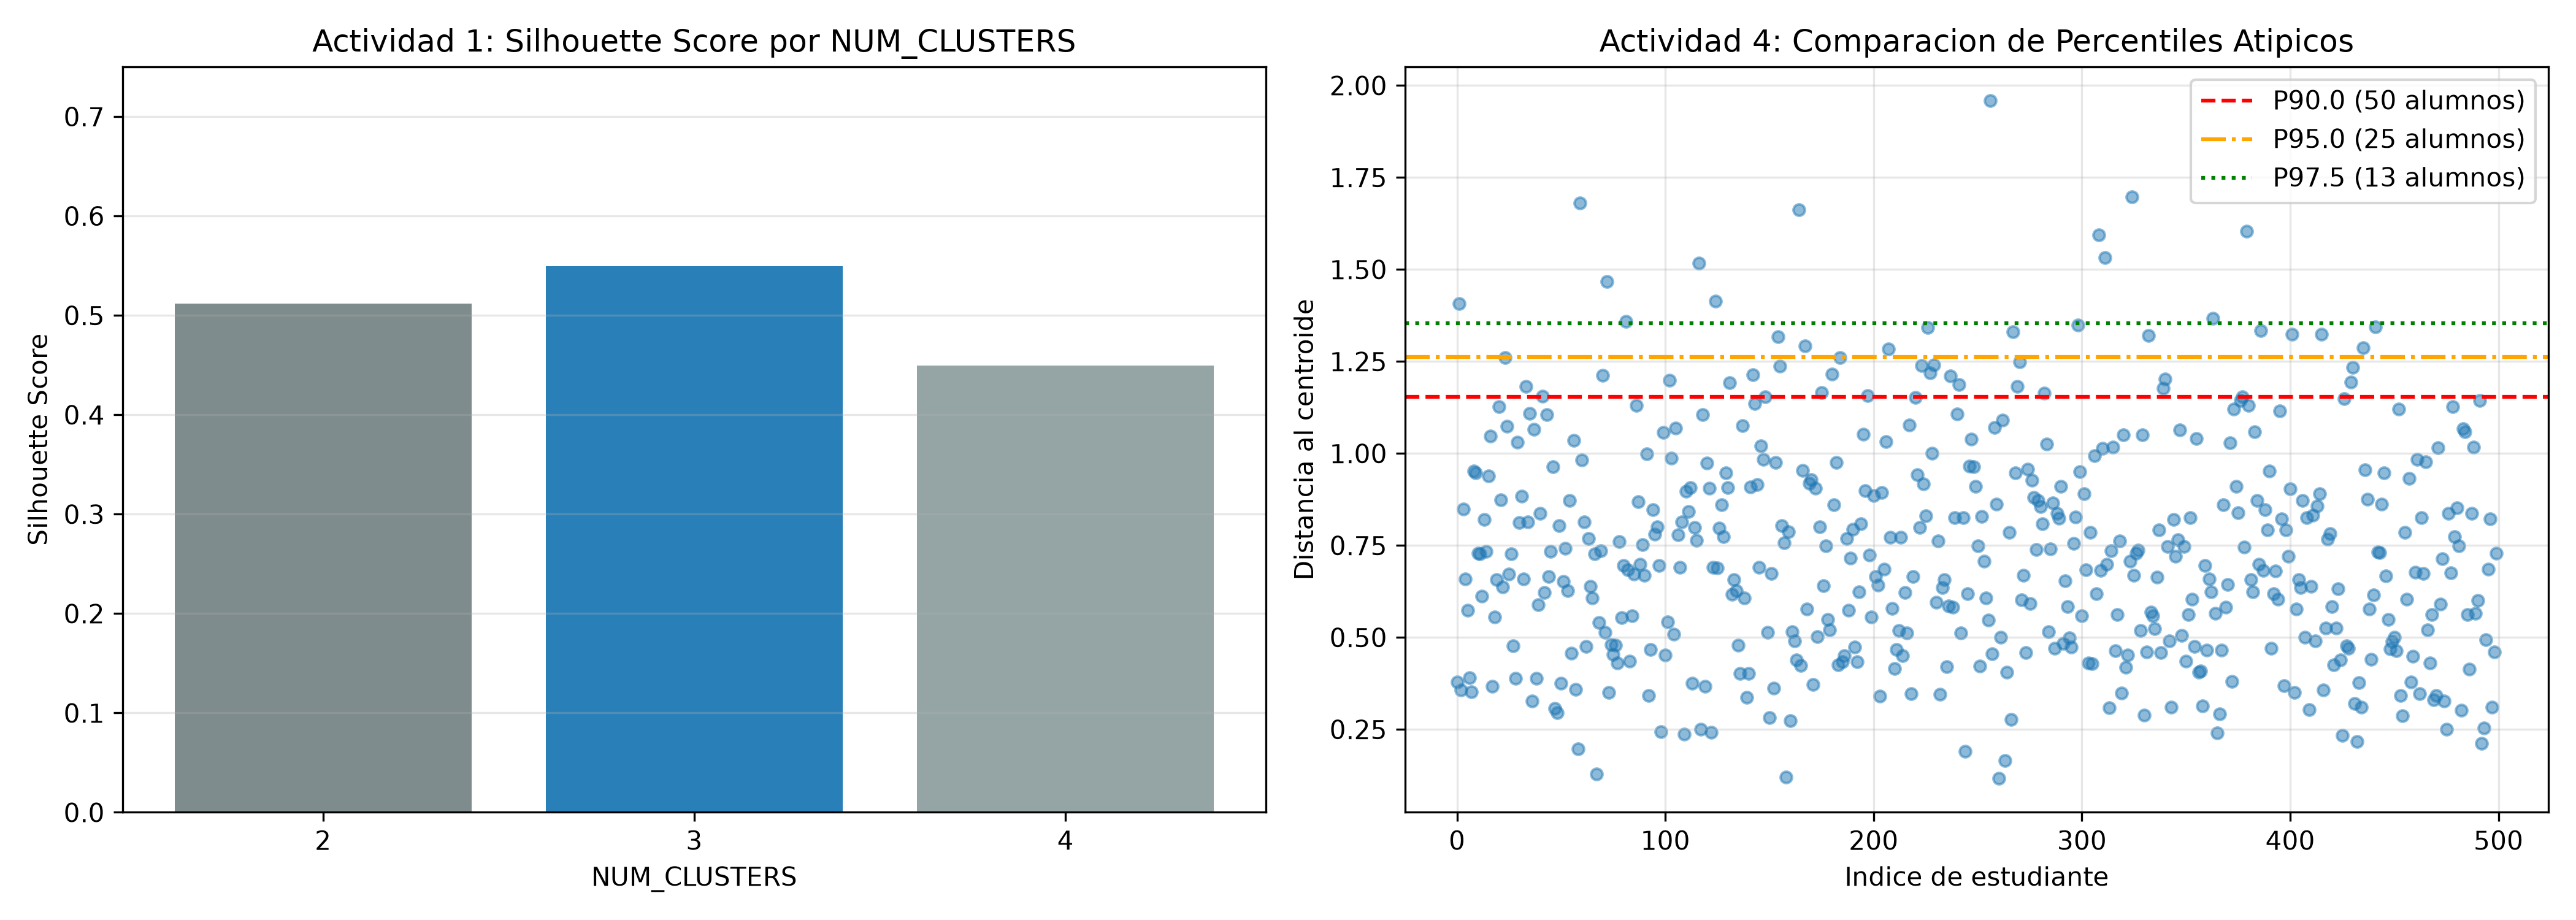 Actividad 1: Silhouette Score por NUM_CLUSTERS
Silhouette Score
0.7
0.6
0.5
0.4
0.3
0.2
0.1
0.0
2
3
4
NUM_CLUSTERS
Actividad 4: Comparacion de Percentiles Atipicos
P90.0 (50 alumnos)
P95.0 (25 alumnos)
P97.5 (13 alumnos)
Distancia al centroide
2.00
1.75
1.50
1.25
1.00
0.75
0.50
0.25
0
100
200
300
400
500
Indice de estudiante